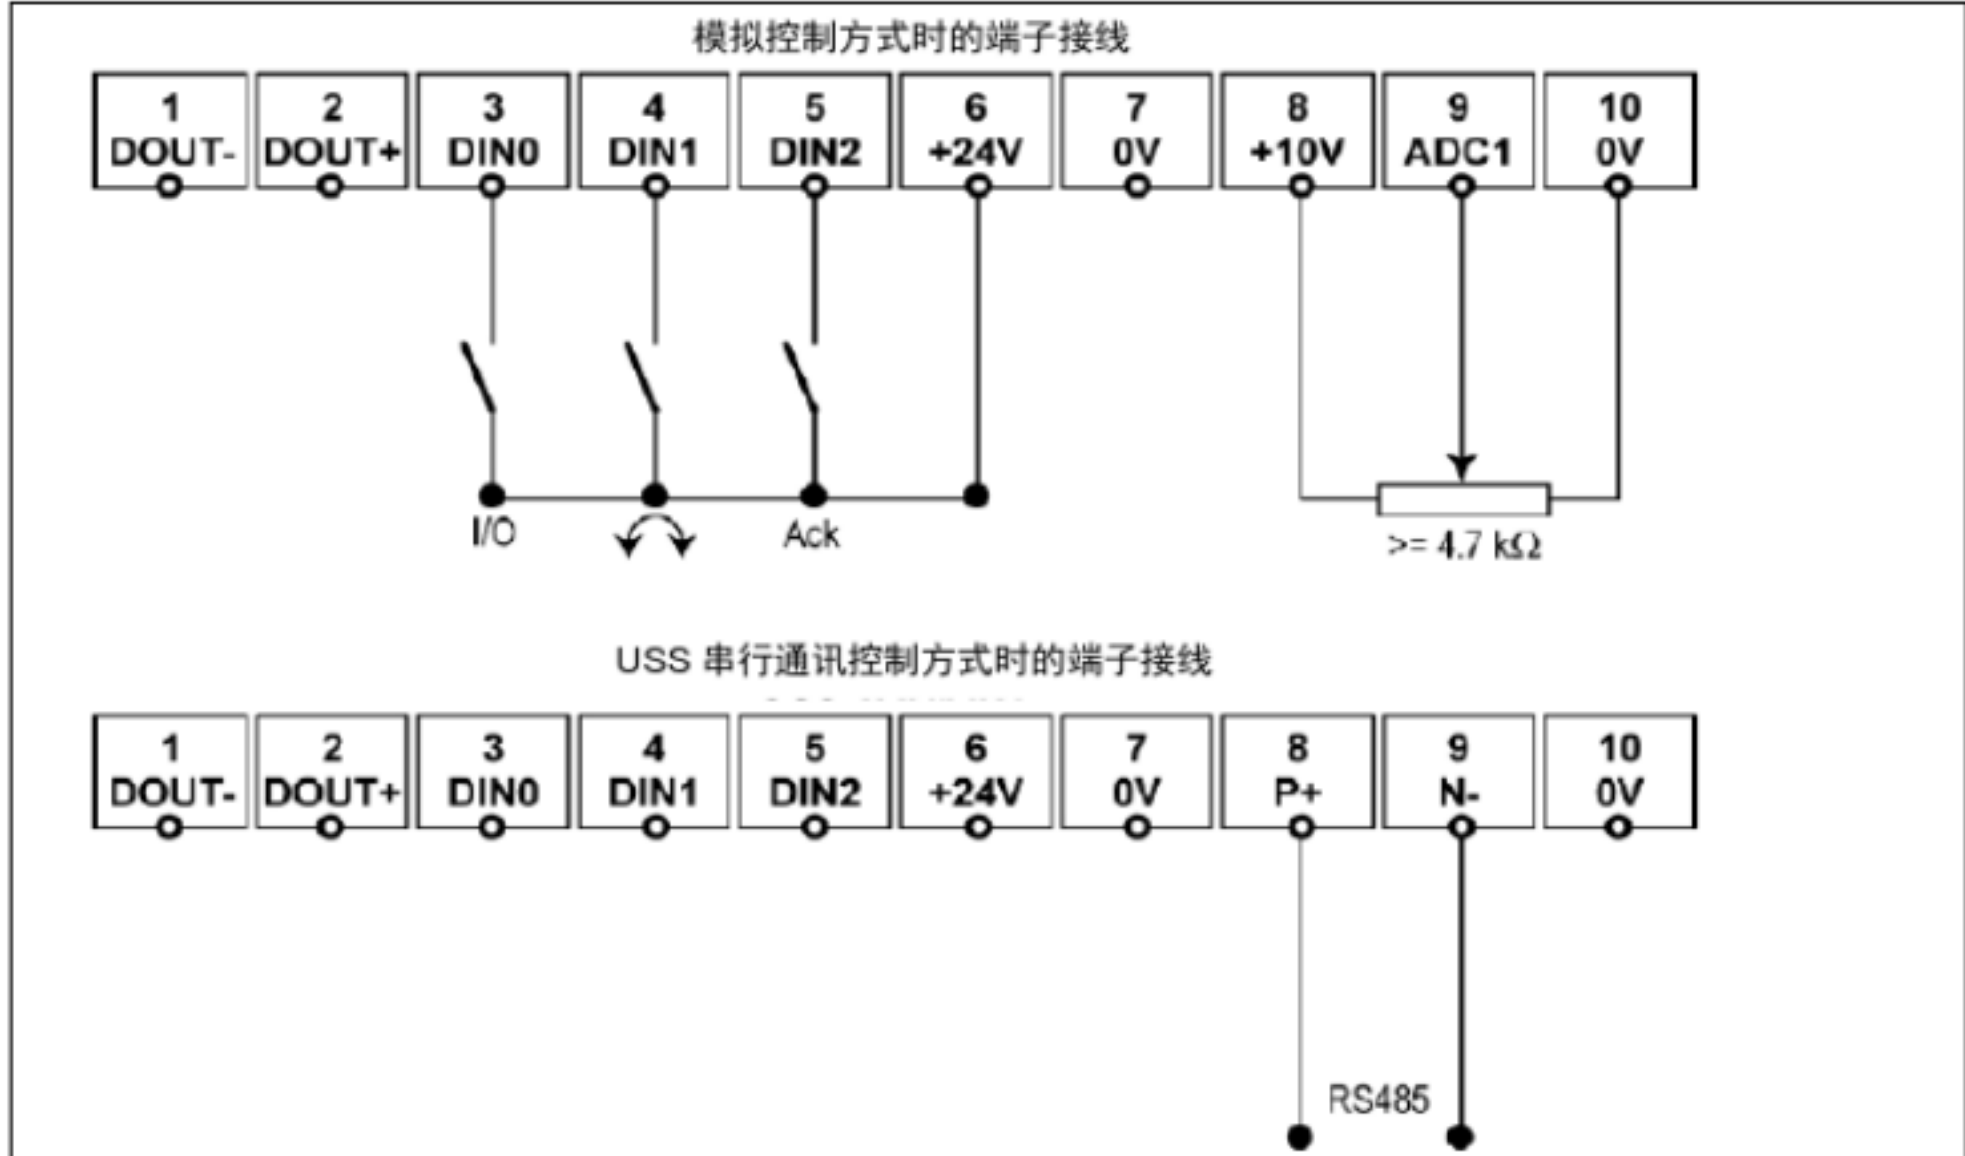 模拟控制方式时的端子接线
1 2 3 4 5 6 7 8 9 10
DOUT- DOUT+ DIN0 DIN1 DIN2 +24V 0V +10V ADC1 0V
I/O Ack
>= 4.7 kΩ
USS 串行通讯控制方式时的端子接线
1 2 3 4 5 6 7 8 9 10
DOUT- DOUT+ DIN0 DIN1 DIN2 +24V 0V P+ N- 0V
RS485